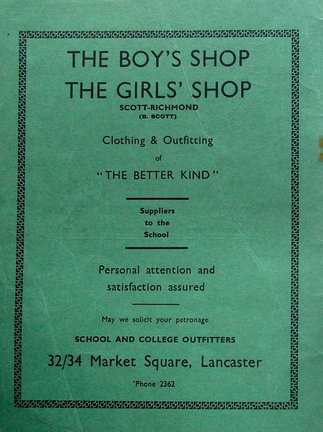 THE BOY'S SHOP
THE GIRLS' SHOP
SCOTT-RICHMOND
(B. SCOTT)
Clothing & Outfitting
of
"THE BETTER KIND"
Suppliers
to the
School
Personal attention and
satisfaction assured
May we solicit your patronage
SCHOOL AND COLLEGE OUTFITTERS
32/34 Market Square, Lancaster
'Phone 2362